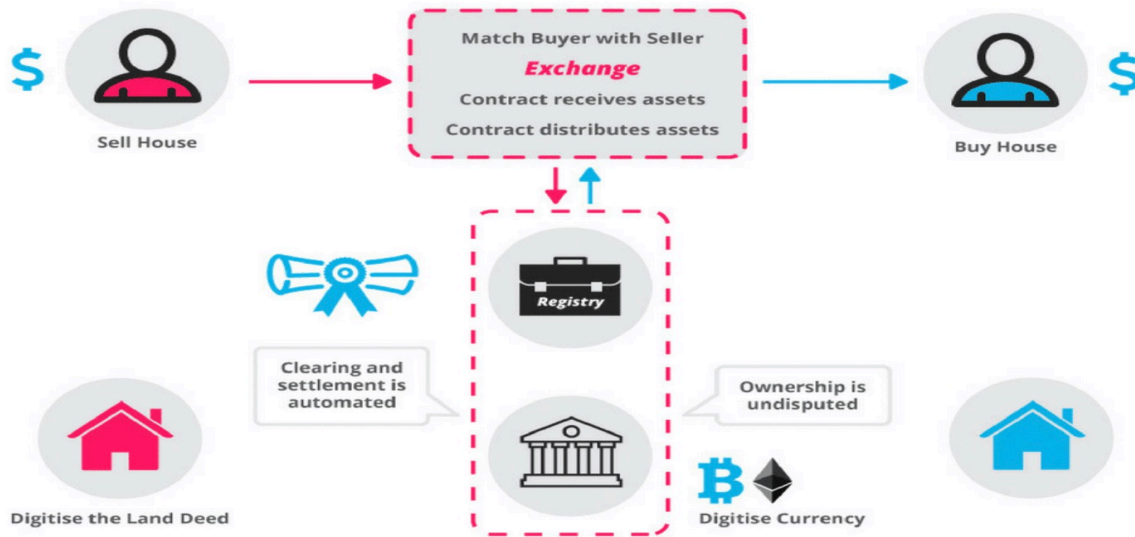 Match Buyer with Seller
Exchange
Contract receives assets
Contract distributes assets
$
Sell House
$
Buy House
Registry
Clearing and
settlement is
automated
Ownership is
undisputed
Digitise the Land Deed
Digitise Currency